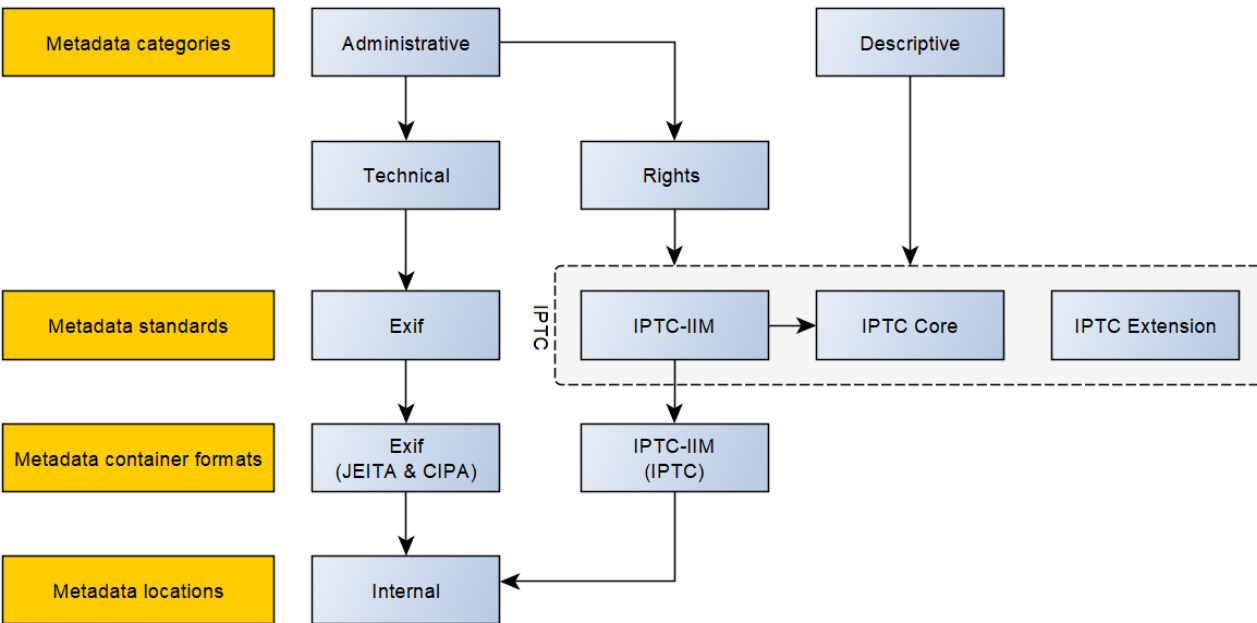 Metadata categories
Administrative
Descriptive
Technical
Rights
IPTC
Metadata standards
Exif
IPTC-IIM
IPTC Core
IPTC Extension
Metadata container formats
Exif
(JEITA & CIPA)
IPTC-IIM
(IPTC)
Metadata locations
Internal